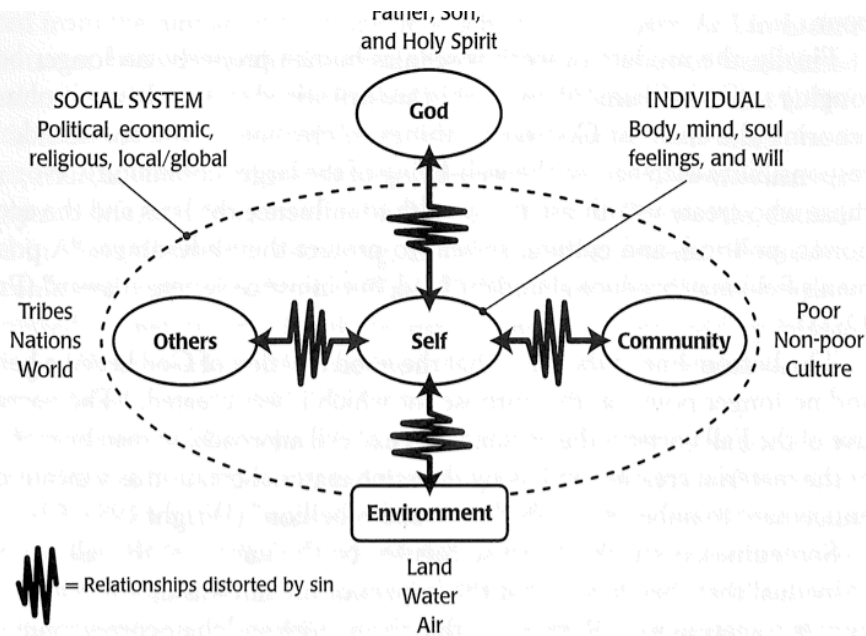 Father, Son,
and Holy Spirit
God
SOCIAL SYSTEM
Political, economic,
religious, local/global
INDIVIDUAL
Body, mind, soul
feelings, and will
Tribes
Nations
World
Others
Self
Community
Poor
Non-poor
Culture
Environment
Land
Water
Air
= Relationships distorted by sin